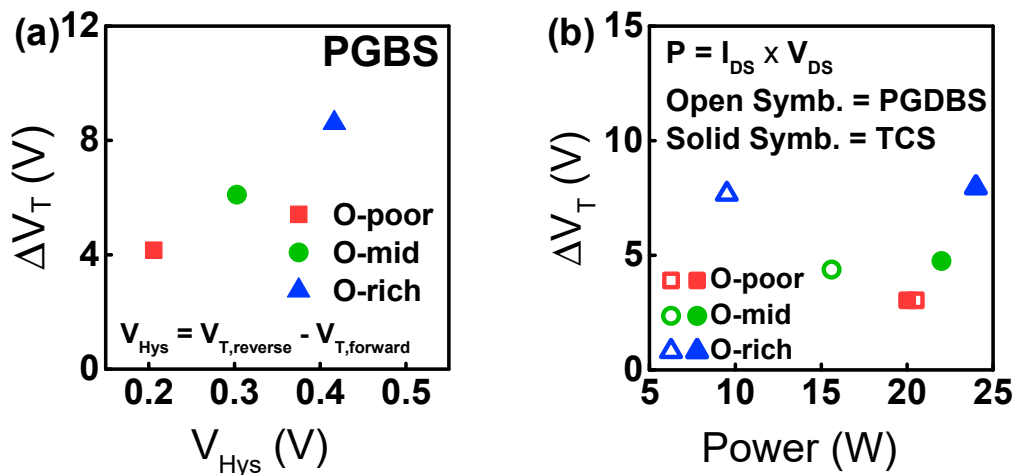 (a)
PGBS
12
8
4
0
ΔV_T (V)
O-poor
O-mid
O-rich
V_Hys = V_T,reverse - V_T,forward
0.2 0.3 0.4 0.5
V_Hys (V)
(b)
P = I_DS x V_DS
Open Symb. = PGDBS
Solid Symb. = TCS
15
10
5
0
ΔV_T (V)
O-poor
O-mid
O-rich
5 10 15 20 25
Power (W)